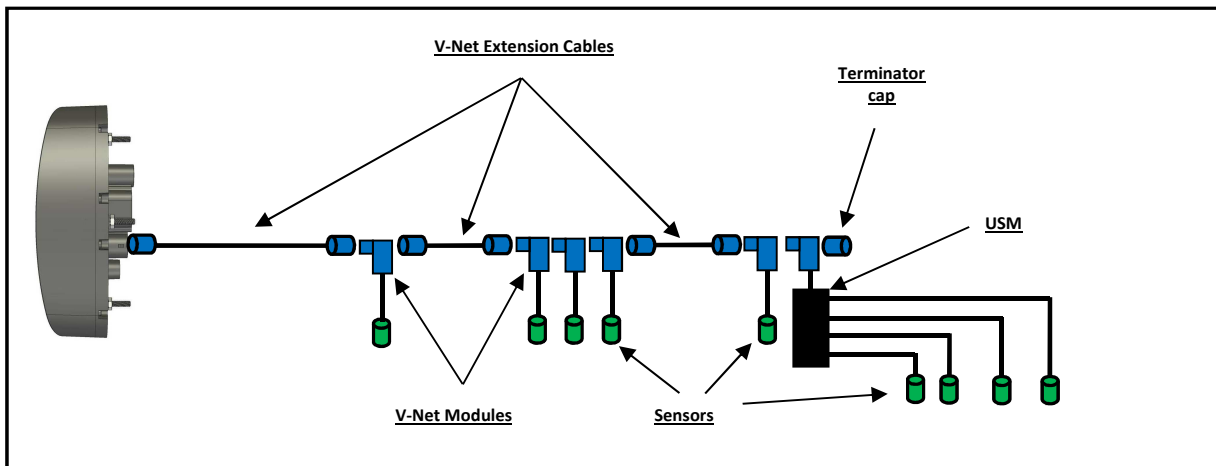 V-Net Extension Cables
Terminator
cap
USM
V-Net Modules
Sensors